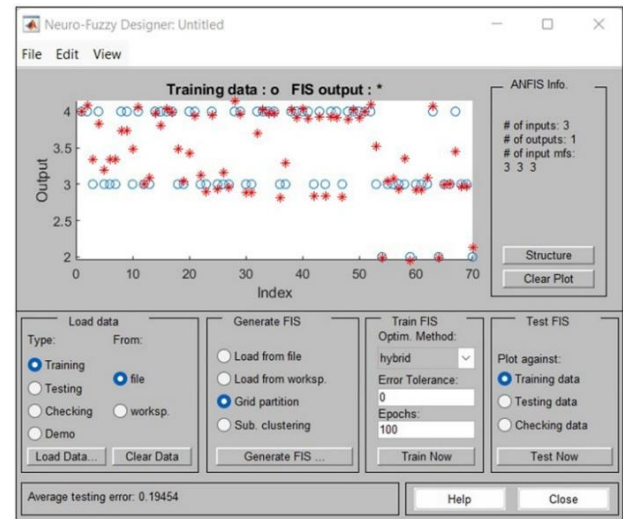 Neuro-Fuzzy Designer: Untitled
File Edit View
Training data : o FIS output : *
Output
4
3.5
3
2.5
2
0 10 20 30 40 50 60 70
Index
ANFIS Info.
# of inputs: 3
# of outputs: 1
# of input mfs:
3 3 3
Structure
Clear Plot
Load data
Type: From:
Training
Testing
Checking
Demo
file
worksp.
Load Data... Clear Data
Generate FIS
Load from file
Load from worksp.
Grid partition
Sub. clustering
Generate FIS ...
Train FIS
Optim. Method:
hybrid
Error Tolerance:
0
Epochs:
100
Train Now
Test FIS
Plot against:
Training data
Testing data
Checking data
Test Now
Average testing error: 0.19454
Help Close